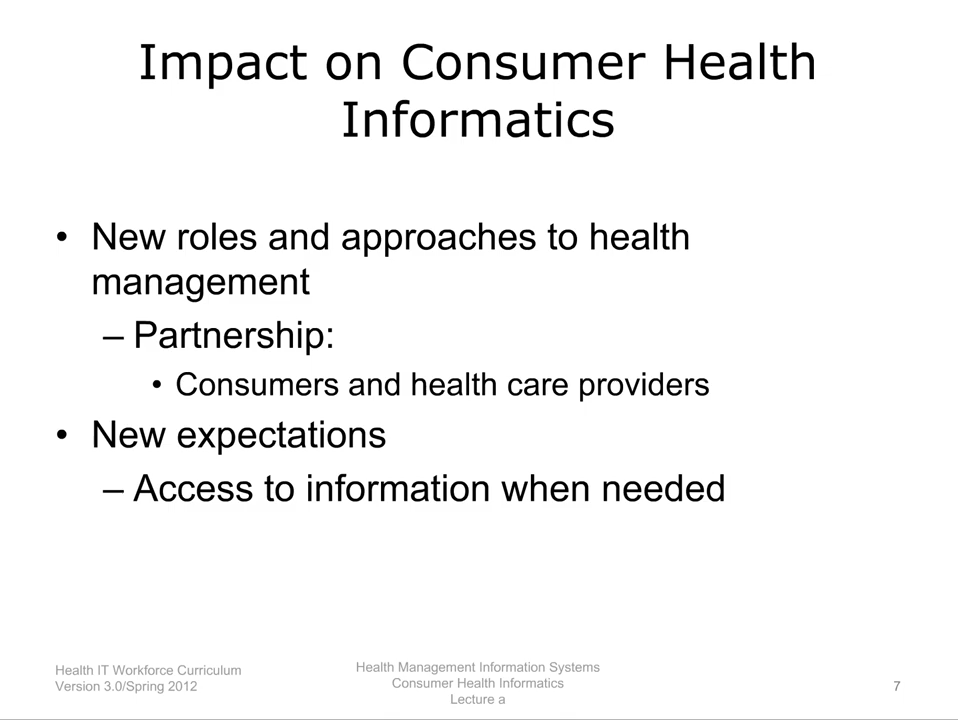 Impact on Consumer Health
Informatics
• New roles and approaches to health
management
– Partnership:
• Consumers and health care providers
• New expectations
– Access to information when needed
Health IT Workforce Curriculum
Version 3.0/Spring 2012
Health Management Information Systems
Consumer Health Informatics
Lecture a
7